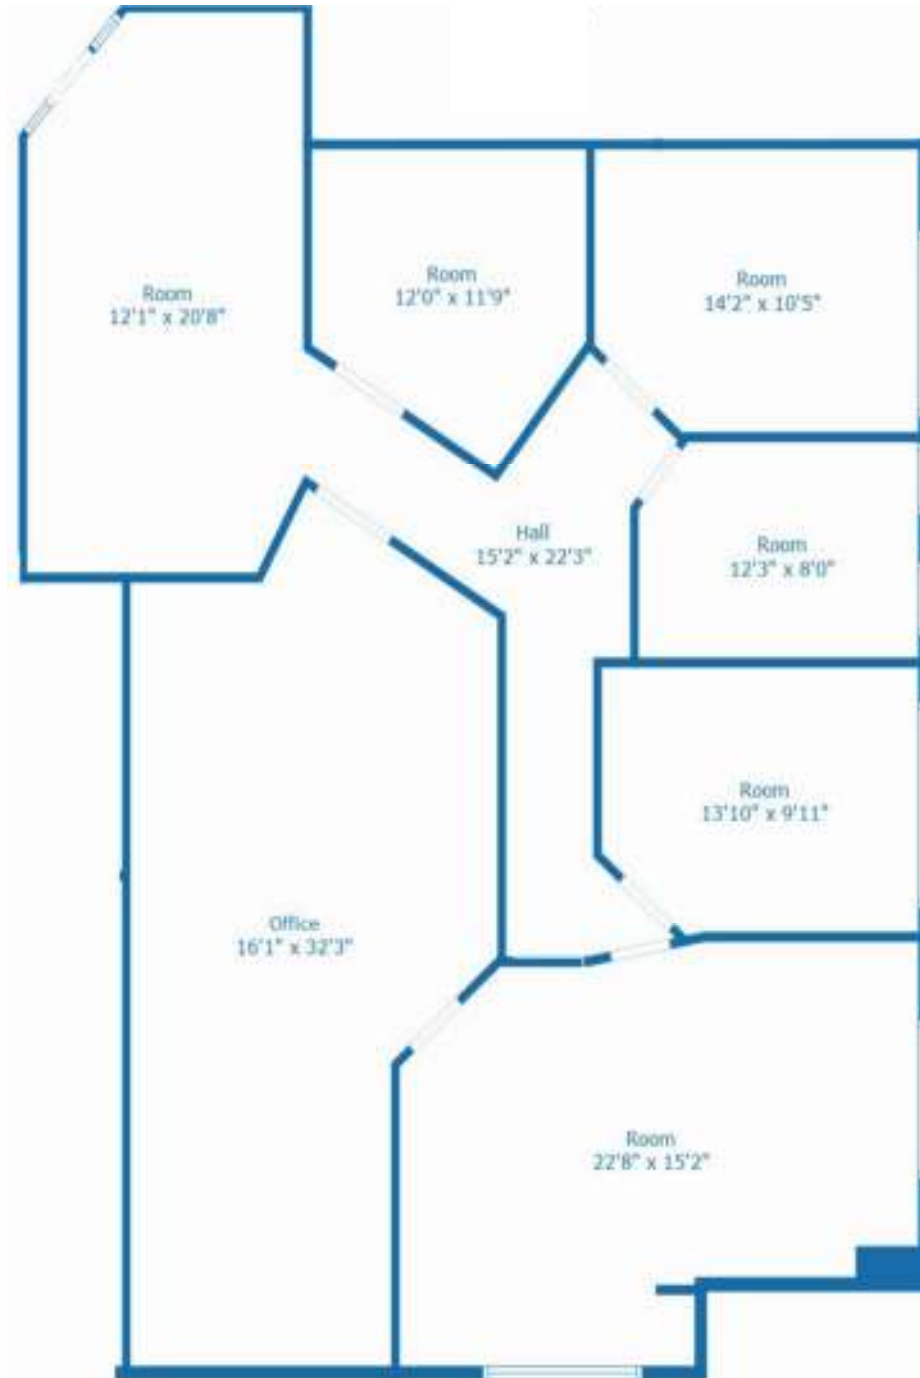 Room
12'1" x 20'8"
Room
12'0" x 11'9"
Room
14'2" x 10'5"
Hall
15'2" x 22'3"
Room
12'3" x 8'0"
Room
13'10" x 9'11"
Office
16'1" x 32'3"
Room
22'8" x 15'2"